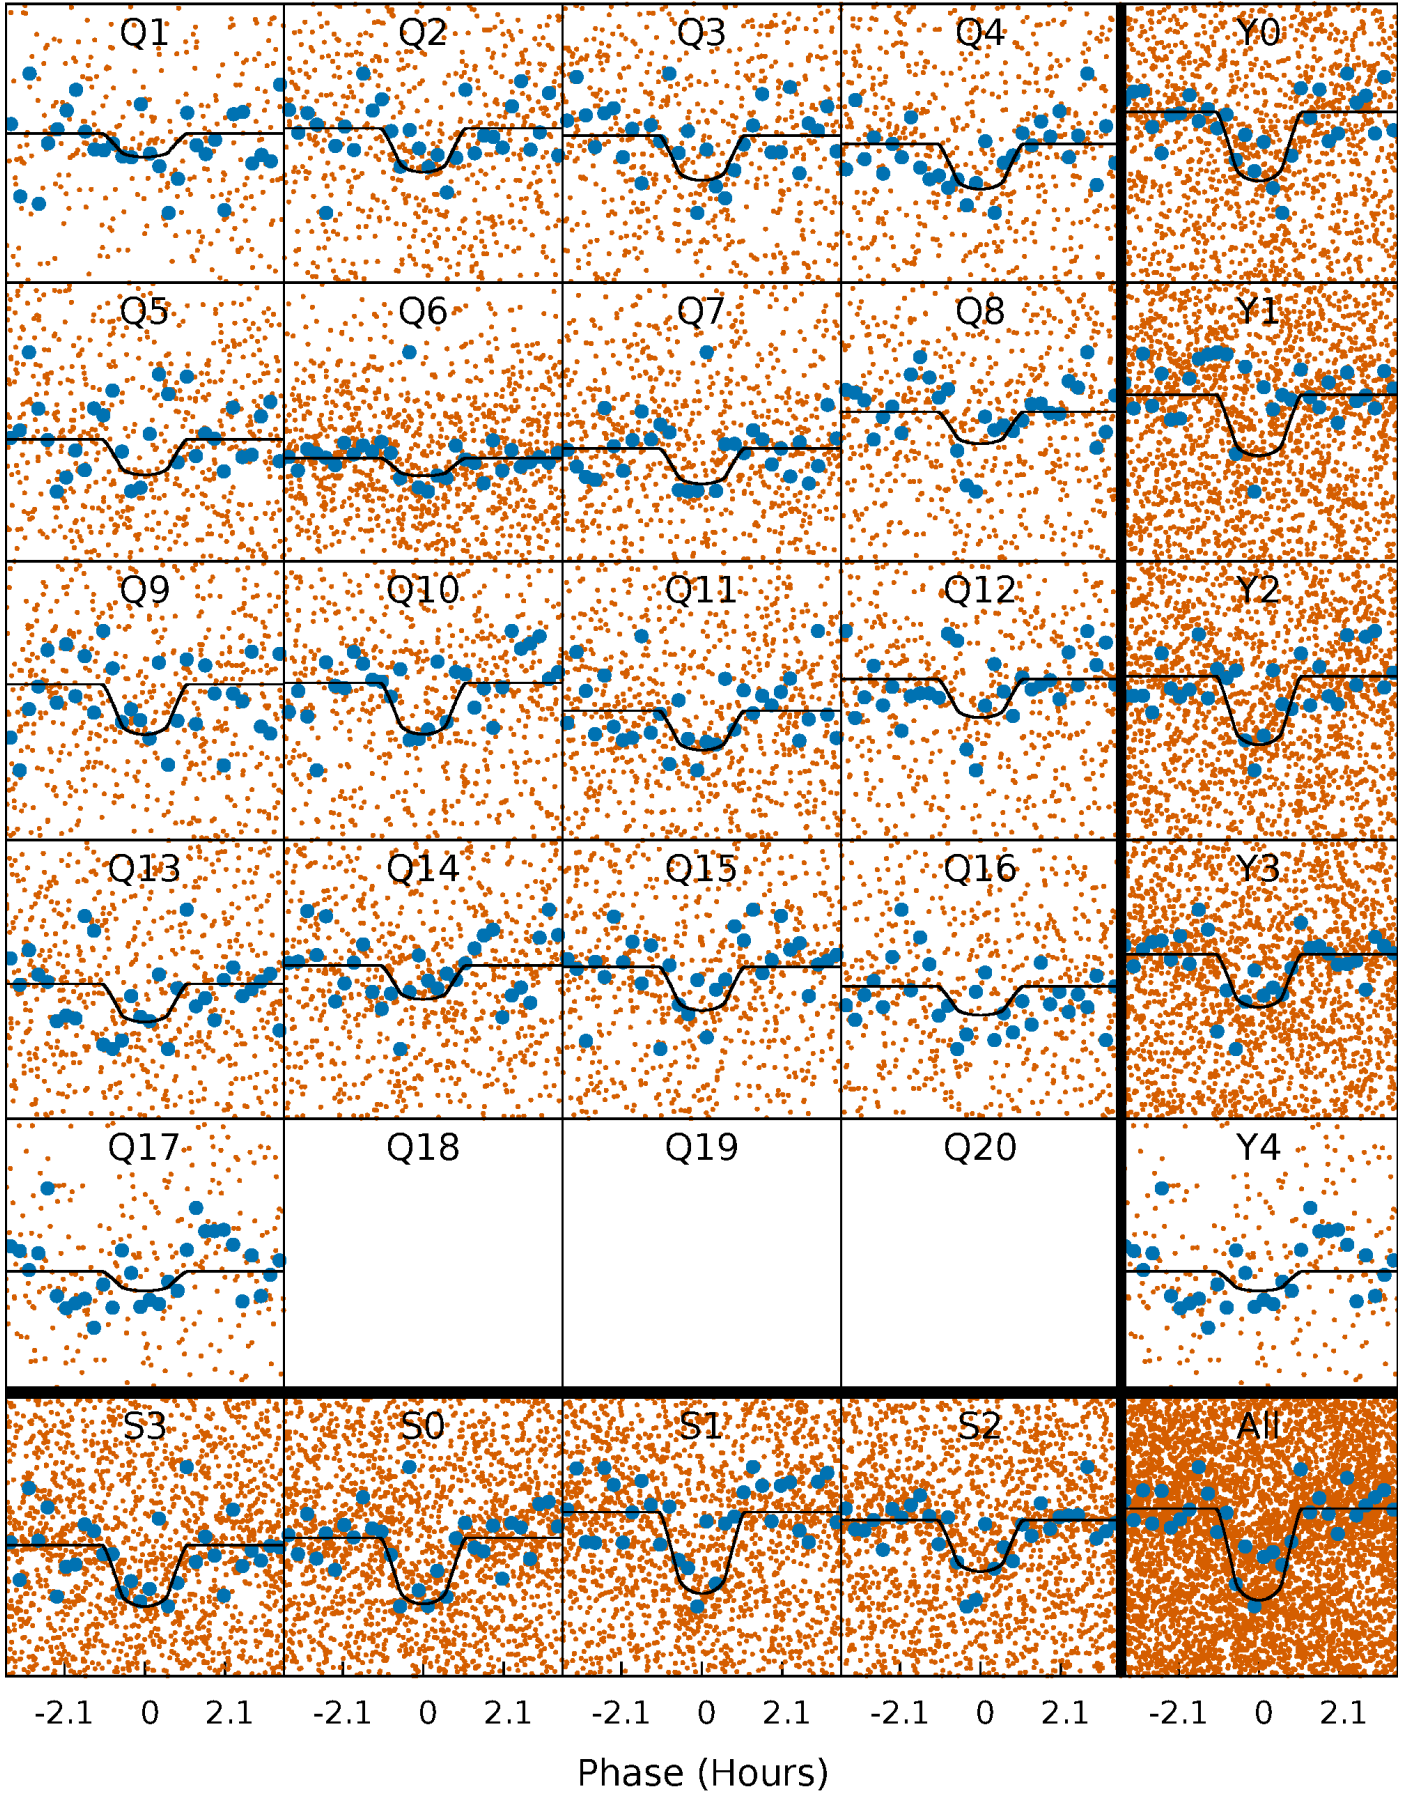 Q1 Q2 Q3 Q4 Y0
Q5 Q6 Q7 Q8 Y1
Q9 Q10 Q11 Q12 Y2
Q13 Q14 Q15 Q16 Y3
Q17 Q18 Q19 Q20 Y4
S3 S0 S1 S2 All
-2.1 0 2.1 -2.1 0 2.1 -2.1 0 2.1 -2.1 0 2.1 -2.1 0 2.1
Phase (Hours)